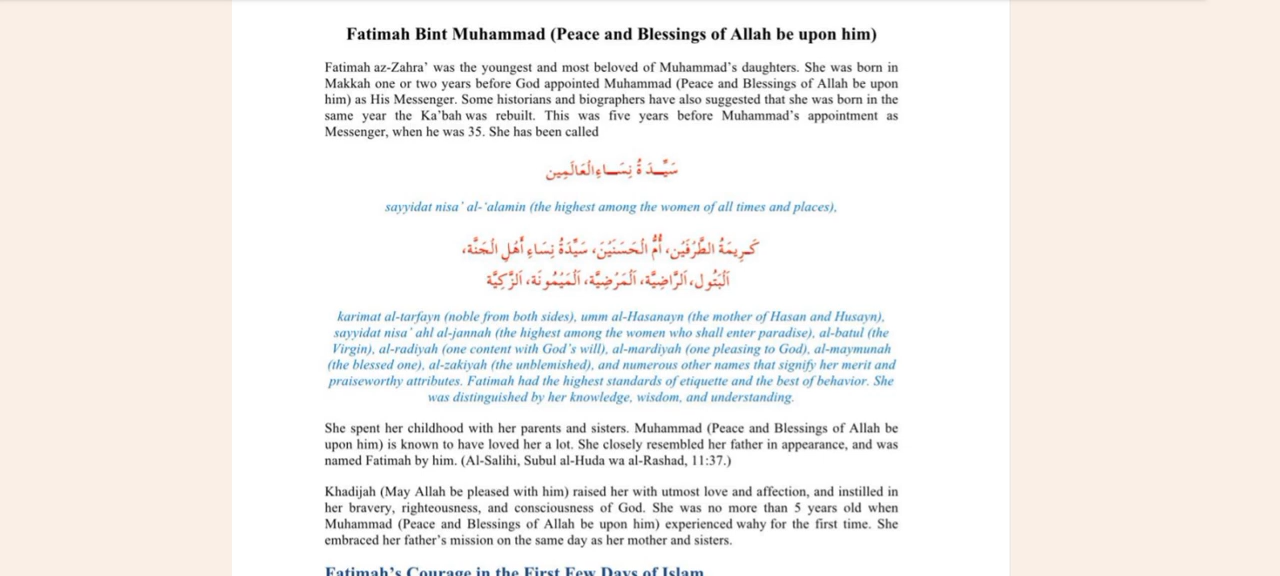 Fatimah Bint Muhammad (Peace and Blessings of Allah be upon him)
Fatimah az-Zahra’ was the youngest and most beloved of Muhammad’s daughters. She was born in
Makkah one or two years before God appointed Muhammad (Peace and Blessings of Allah be upon
him) as His Messenger. Some historians and biographers have also suggested that she was born in the
same year the Ka’bah was rebuilt. This was five years before Muhammad’s appointment as
Messenger, when he was 35. She has been called
سَيِّدَةُ نِسَاءِ الْعَالَمِين
sayyidat nisa’ al-‘alamin (the highest among the women of all times and places),
كَرِيمَةُ الطَّرَفَيْن، أُمُّ الْحَسَنَيْن، سَيِّدَةُ نِسَاءِ أَهْلِ الْجَنَّة،
اَلْبَتُول، اَلرَّاضِيَّة، اَلْمَرْضِيَّة، اَلْمَيْمُونَة، اَلزَّكِيَّة
karimat al-tarfayn (noble from both sides), umm al-Hasanayn (the mother of Hasan and Husayn),
sayyidat nisa’ ahl al-jannah (the highest among the women who shall enter paradise), al-batul (the
Virgin), al-radiyah (one content with God’s will), al-mardiyah (one pleasing to God), al-maymunah
(the blessed one), al-zakiyah (the unblemished), and numerous other names that signify her merit and
praiseworthy attributes. Fatimah had the highest standards of etiquette and the best of behavior. She
was distinguished by her knowledge, wisdom, and understanding.
She spent her childhood with her parents and sisters. Muhammad (Peace and Blessings of Allah be
upon him) is known to have loved her a lot. She closely resembled her father in appearance, and was
named Fatimah by him. (Al-Salihi, Subul al-Huda wa al-Rashad, 11:37.)
Khadijah (May Allah be pleased with him) raised her with utmost love and affection, and instilled in
her bravery, righteousness, and consciousness of God. She was no more than 5 years old when
Muhammad (Peace and Blessings of Allah be upon him) experienced wahy for the first time. She
embraced her father’s mission on the same day as her mother and sisters.
Fatimah’s Courage in the First Few Days of Islam